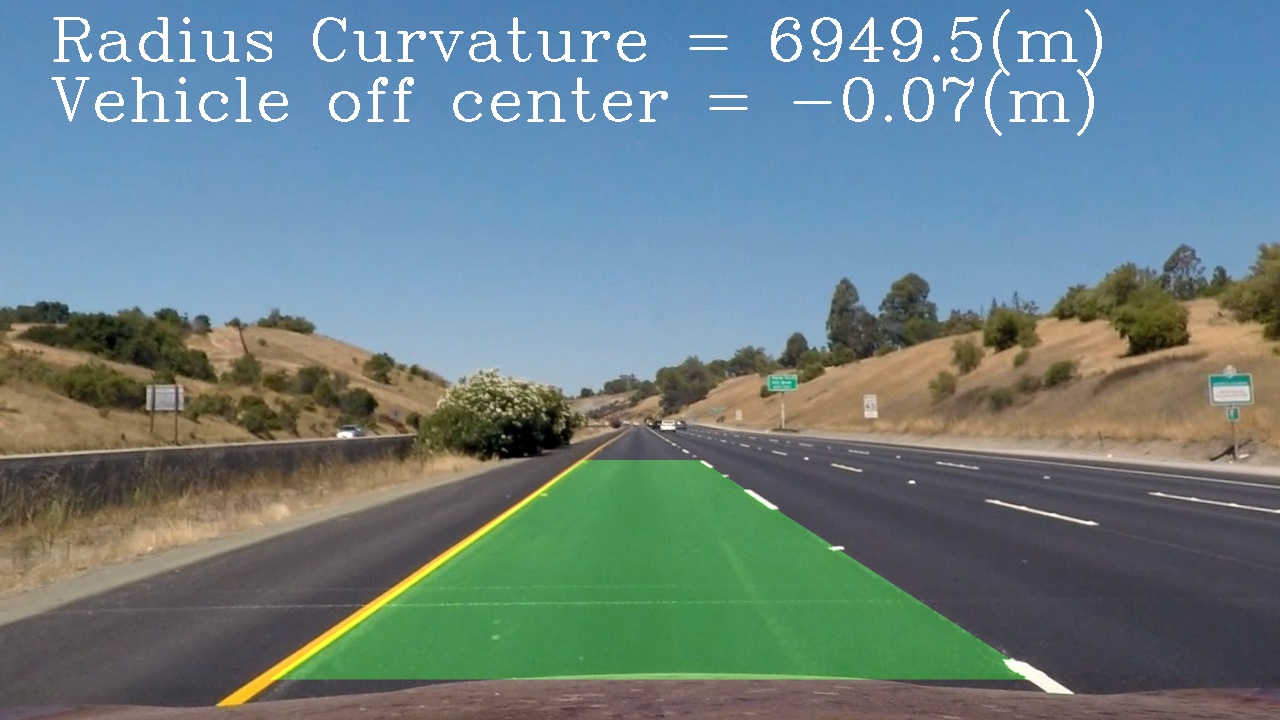 Radius Curvature = 6949.5(m)
Vehicle off center = -0.07(m)